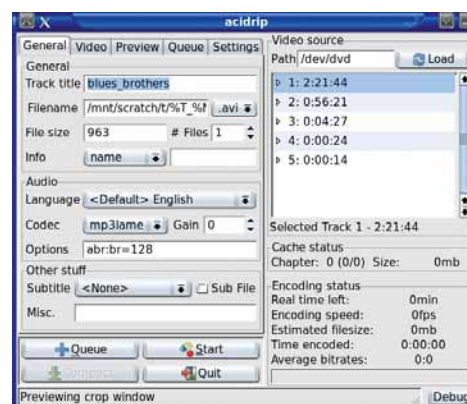 X acidrip
General Video Preview Queue Settings
General
Track title blues_brothers
Filename /mnt/scratch/t/%T_%N .avi
File size 963 # Files 1
Info name
Audio
Language <Default> English
Codec mp3lame Gain 0
Options abr:br=128
Other stuff
Subtitle <None> Sub File
Misc.
Queue Start
Compact Quit
Previewing crop window
Video source
Path /dev/dvd Load
1: 2:21:44
2: 0:56:21
3: 0:04:27
4: 0:00:24
5: 0:00:14
Selected Track 1 - 2:21:44
Cache status
Chapter: 0 (0/0) Size: 0mb
Encoding status
Real time left: 0min
Encoding speed: 0fps
Estimated filesize: 0mb
Time encoded: 0:00:00
Average bitrates: 0:0
Debug